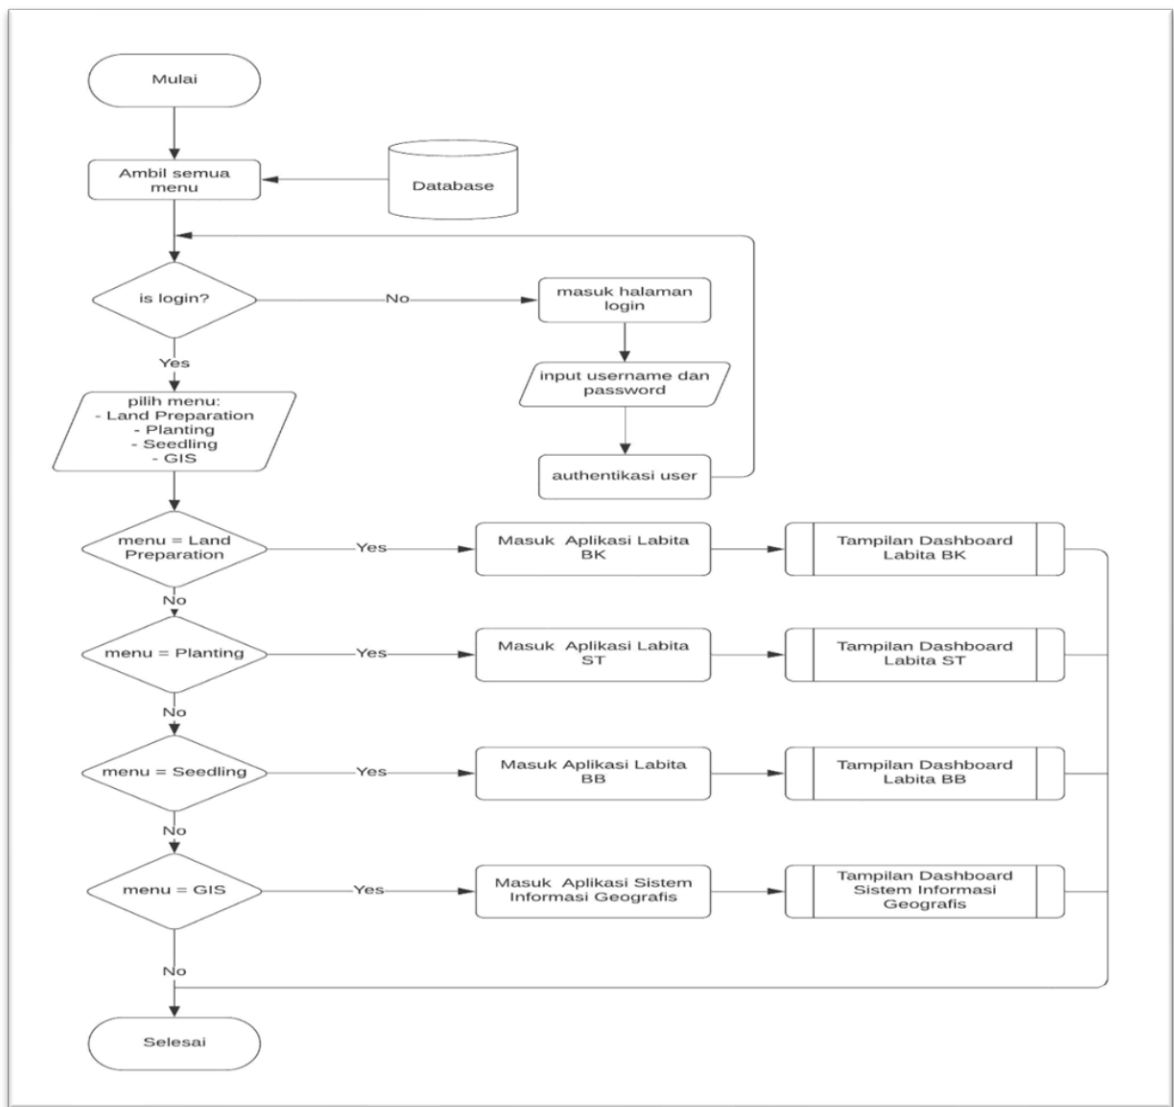 Mulai
Ambil semua
menu
Database
is login?
No
masuk halaman
login
Yes
input username dan
password
pilih menu:
- Land Preparation
- Planting
- Seedling
- GIS
authentikasi user
menu = Land
Preparation
Yes
Masuk Aplikasi Labita
BK
Tampilan Dashboard
Labita BK
No
menu = Planting
Yes
Masuk Aplikasi Labita
ST
Tampilan Dashboard
Labita ST
No
menu = Seedling
Yes
Masuk Aplikasi Labita
BB
Tampilan Dashboard
Labita BB
No
menu = GIS
Yes
Masuk Aplikasi Sistem
Informasi Geografis
Tampilan Dashboard
Sistem Informasi
Geografis
No
Selesai